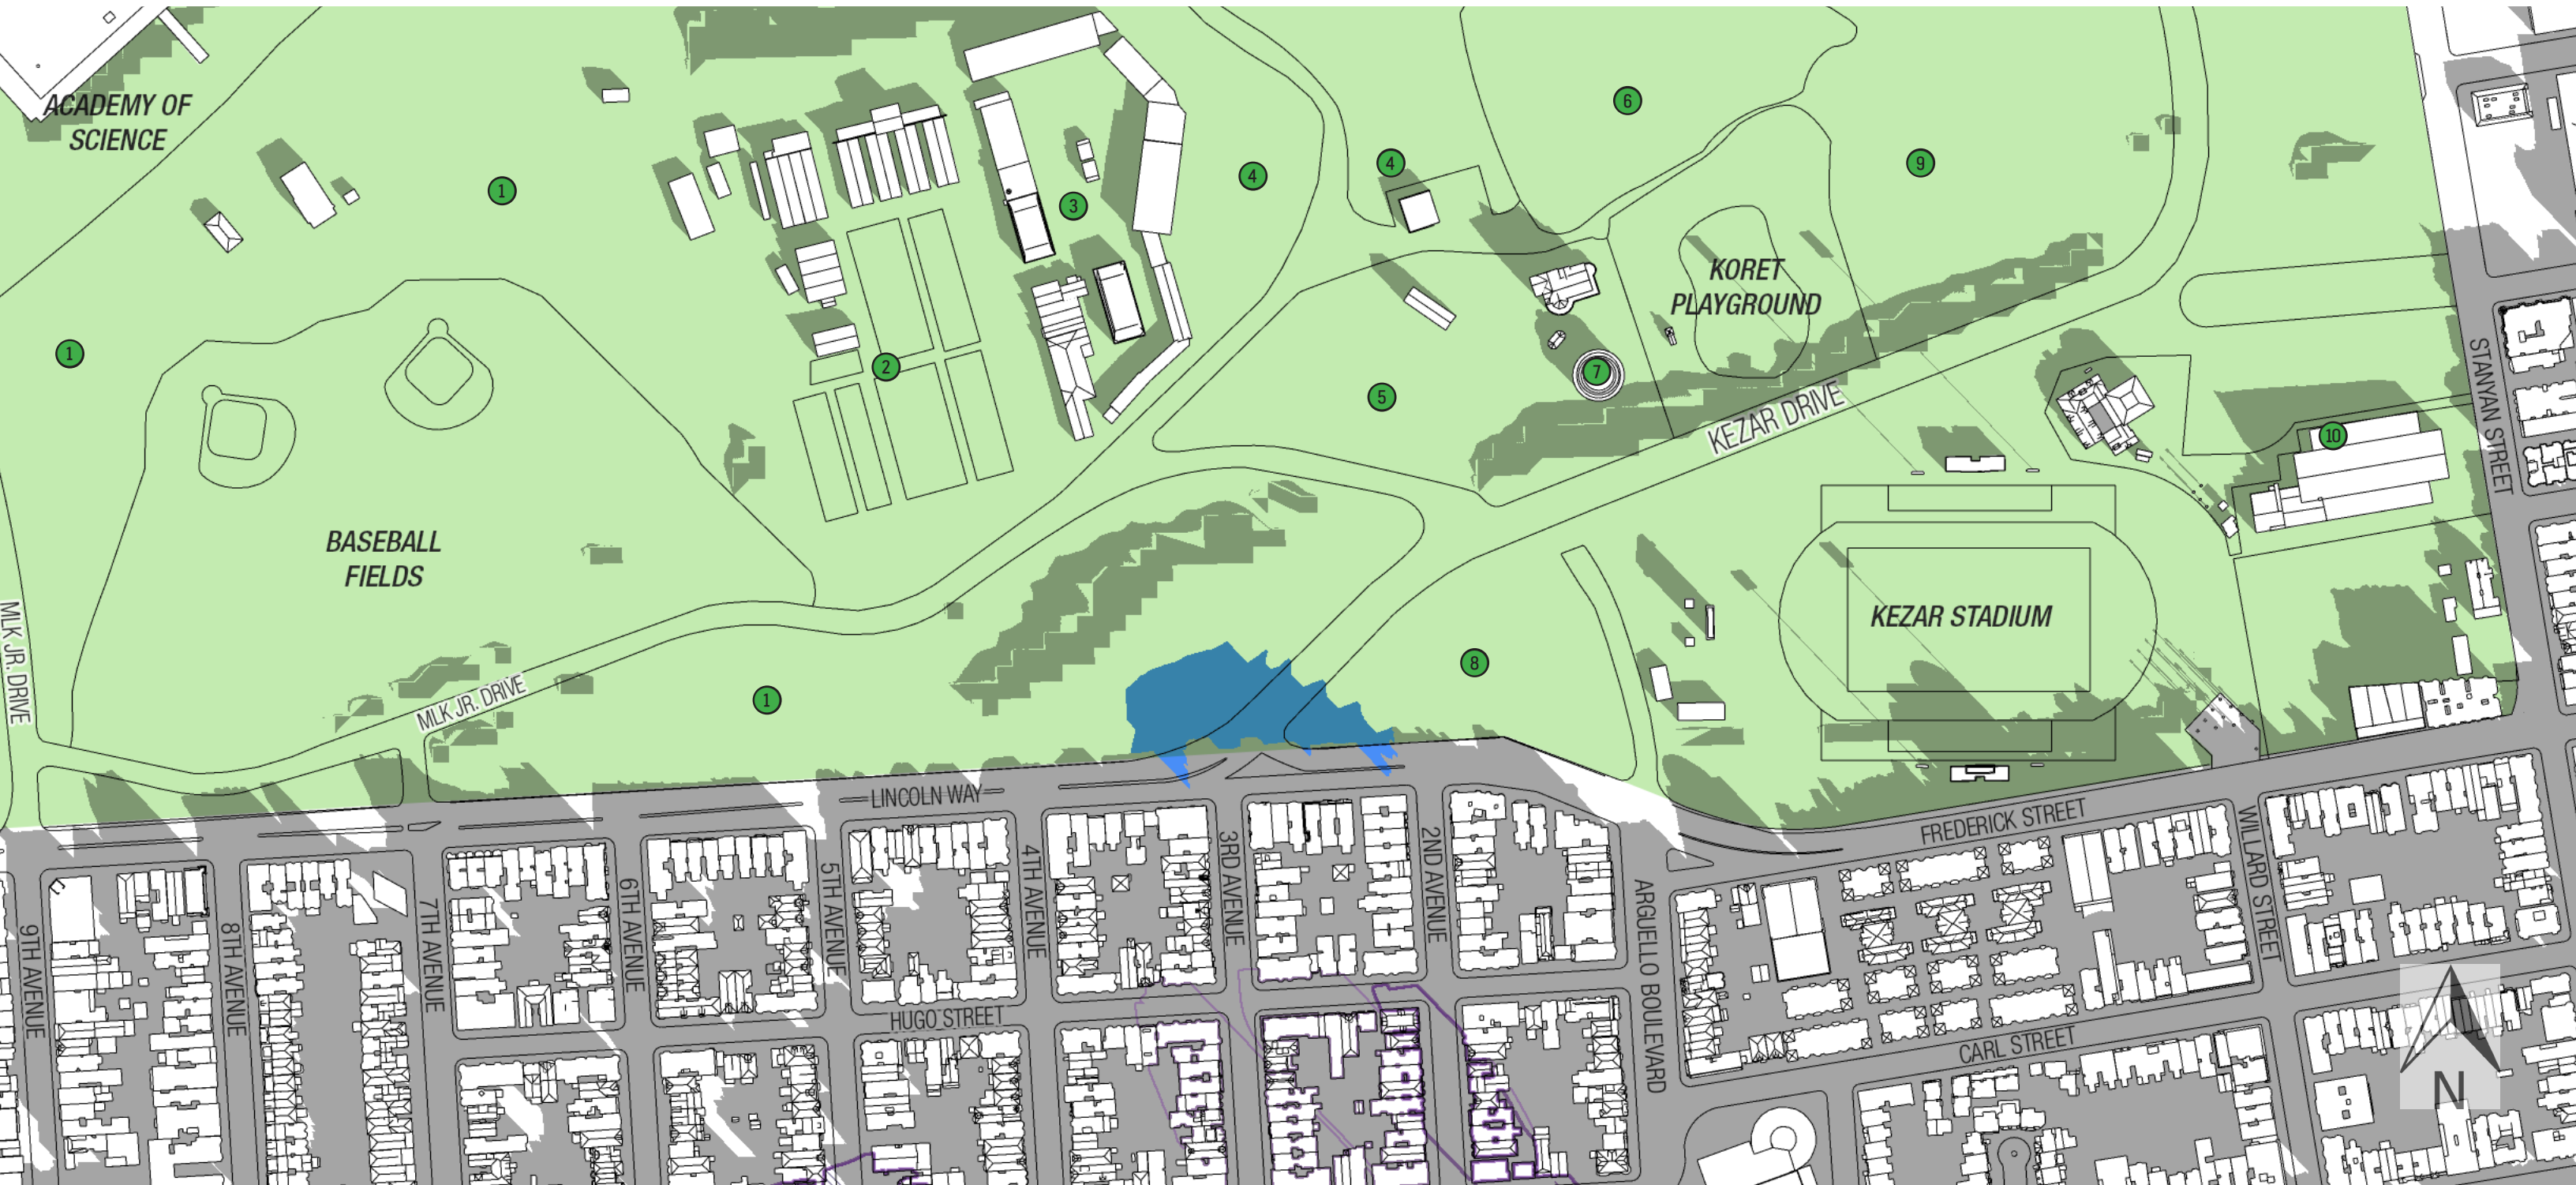 6
ACADEMY OF
SCIENCE
4
9
1
4
3
KORET
PLAYGROUND
1
2
7
5
KEZAR DRIVE
STANYAN STREET
10
BASEBALL
FIELDS
KEZAR STADIUM
MLK JR. DRIVE
MLK JR. DRIVE
1
8
LINCOLN WAY
FREDERICK STREET
9TH AVENUE
8TH AVENUE
7TH AVENUE
6TH AVENUE
5TH AVENUE
4TH AVENUE
3RD AVENUE
2ND AVENUE
ARGUELLO BOULEVARD
WILLARD STREET
HUGO STREET
CARL STREET
N